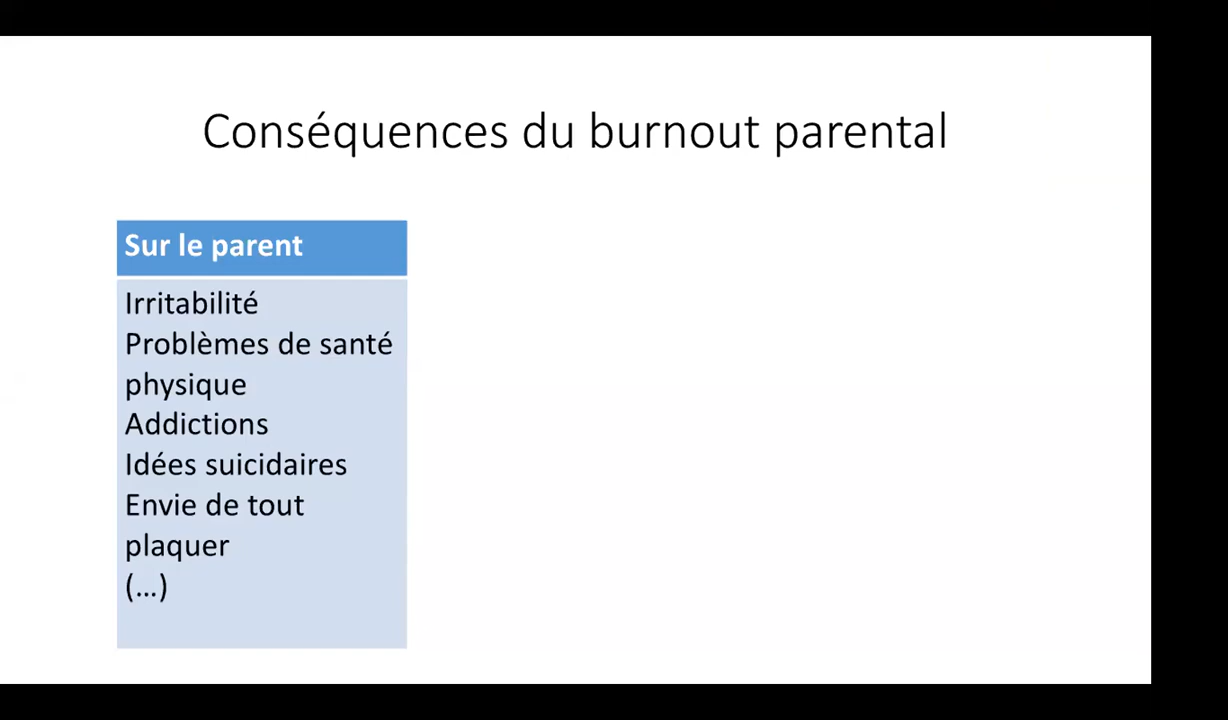 Conséquences du burnout parental
Sur le parent
Irritabilité
Problèmes de santé
physique
Addictions
Idées suicidaires
Envie de tout
plaquer
(…)